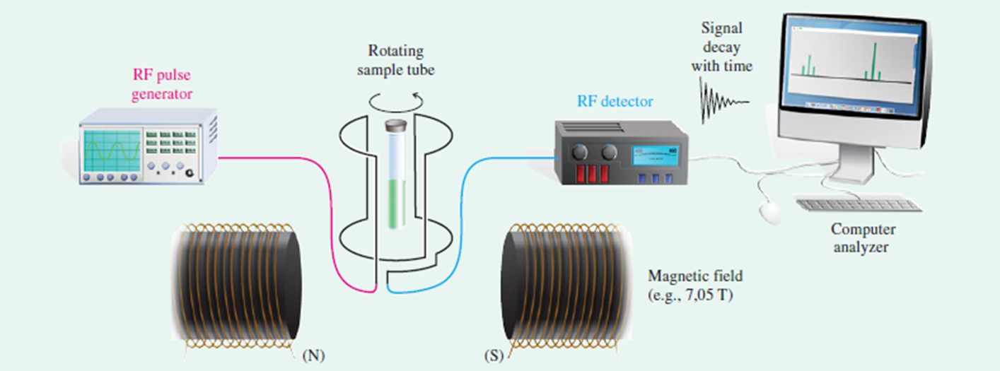 RF pulse
generator
Rotating
sample tube
RF detector
Signal
decay
with time
Computer
analyzer
Magnetic field
(e.g., 7,05 T)
(N)
(S)